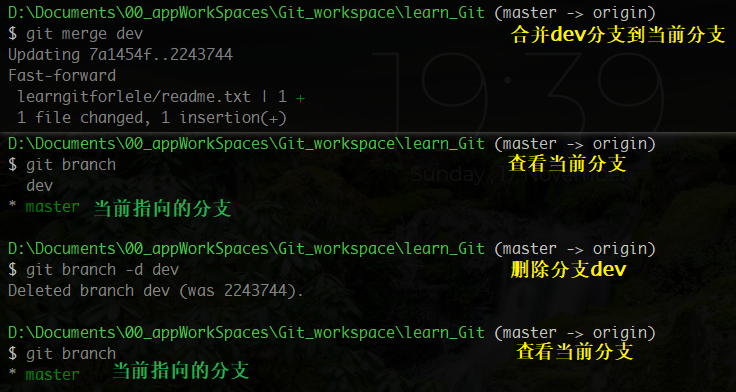 D:\Documents\00_appWorkSpaces\Git_workspace\learn_Git (master -> origin)
$ git merge dev 合并dev分支到当前分支
Updating 7a1454f..2243744
Fast-forward
learngitforlele/readme.txt | 1 +
1 file changed, 1 insertion(+)
19:39
D:\Documents\00_appWorkSpaces\Git_workspace\learn_Git (master -> origin)
$ git branch 查看当前分支
dev
Sunday,
* master 当前指向的分支
D:\Documents\00_appWorkSpaces\Git_workspace\learn_Git (master -> origin)
$ git branch -d dev 删除分支dev
Deleted branch dev (was 2243744).
D:\Documents\00_appWorkSpaces\Git_workspace\learn_Git (master -> origin)
$ git branch 查看当前分支
* master 当前指向的分支